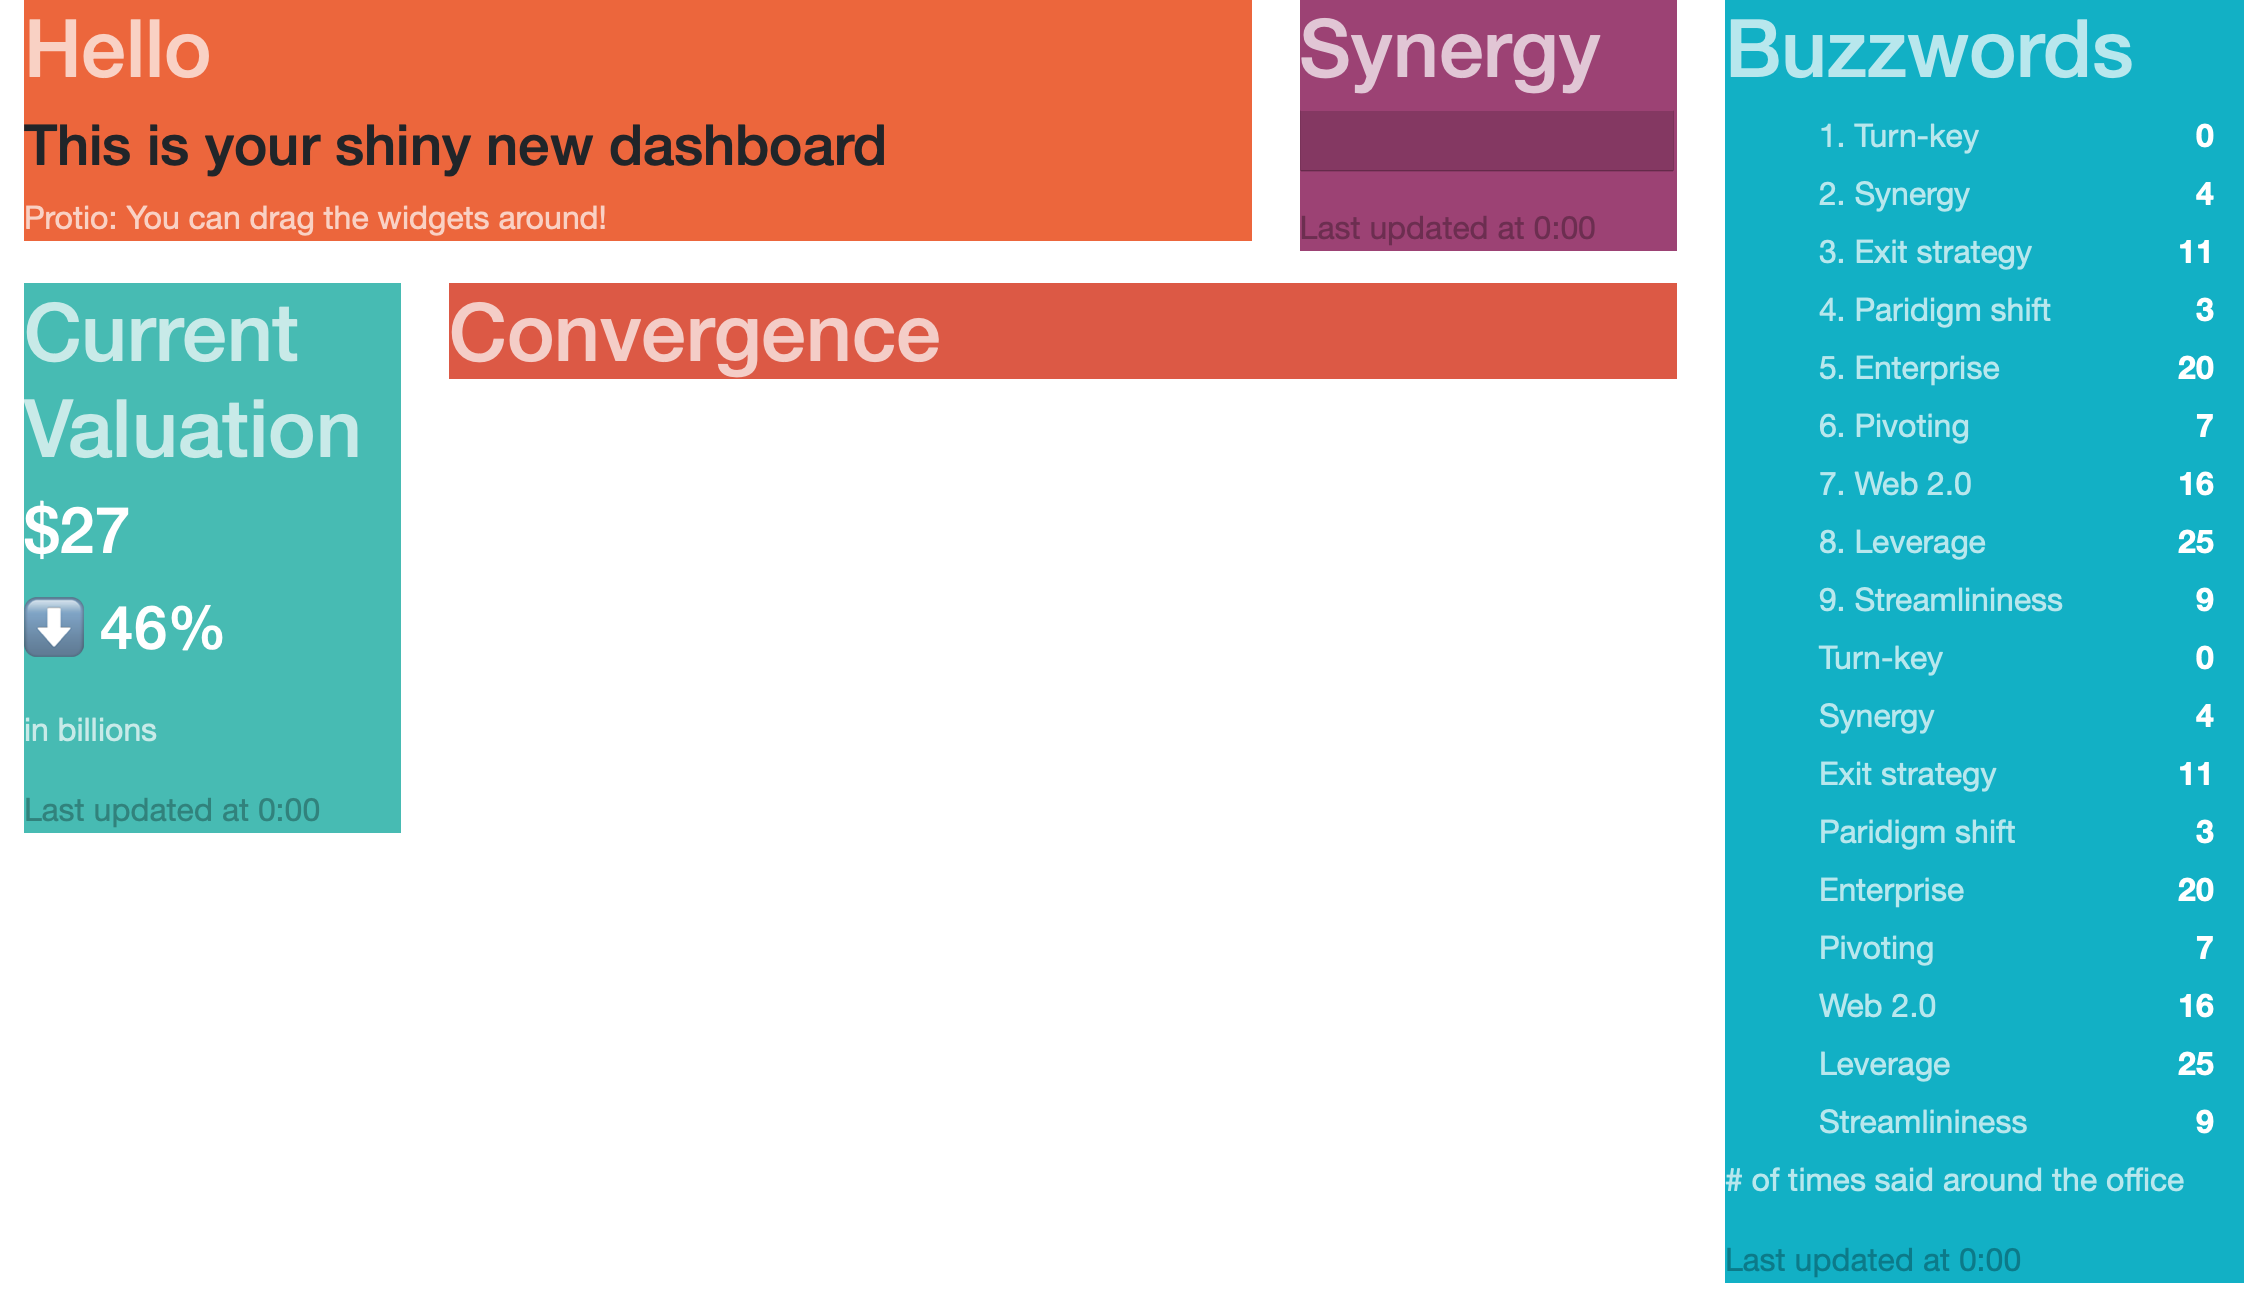 Hello
This is your shiny new dashboard
Protio: You can drag the widgets around!
Synergy
Last updated at 0:00
Current
Valuation
$27
⬇️ 46%
in billions
Last updated at 0:00
Convergence
Buzzwords
1. Turn-key 0
2. Synergy 4
3. Exit strategy 11
4. Paridigm shift 3
5. Enterprise 20
6. Pivoting 7
7. Web 2.0 16
8. Leverage 25
9. Streamlininess 9
Turn-key 0
Synergy 4
Exit strategy 11
Paridigm shift 3
Enterprise 20
Pivoting 7
Web 2.0 16
Leverage 25
Streamlininess 9
# of times said around the office
Last updated at 0:00